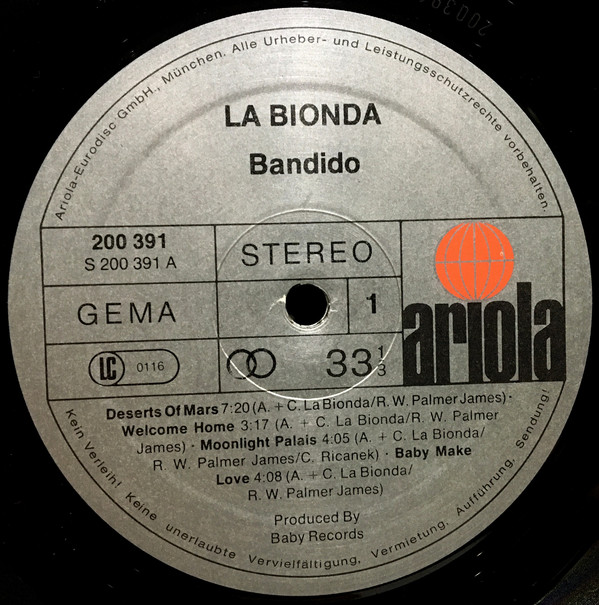 Ariola-Eurodisc GmbH., München. Alle Urheber- und Leistungsschutzrechte vorbehalten.
LA BIONDA
Bandido
200 391
S 200 391 A
STEREO
GEMA
1
ariola
LC 0116
33 1/3
Deserts Of Mars 7:20 (A. + C. La Bionda/R. W. Palmer James) ·
Welcome Home 3:17 (A. + C. La Bionda/R. W. Palmer
James) · Moonlight Palais 4:05 (A. + C. La Bionda/
R. W. Palmer James/C. Ricanek) · Baby Make
Love 4:08 (A. + C. La Bionda/
R. W. Palmer James)
Produced By
Baby Records
Kein Verleih! Keine unerlaubte Vervielfältigung, Vermietung, Aufführung, Sendung!